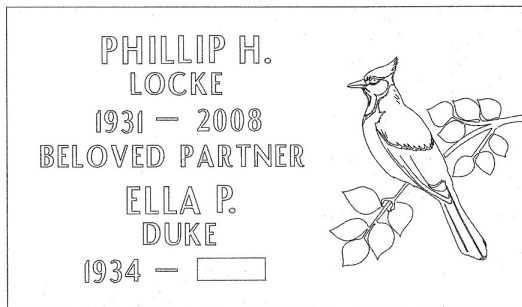 PHILLIP H.
LOCKE
1931 — 2008
BELOVED PARTNER
ELLA P.
DUKE
1934 —